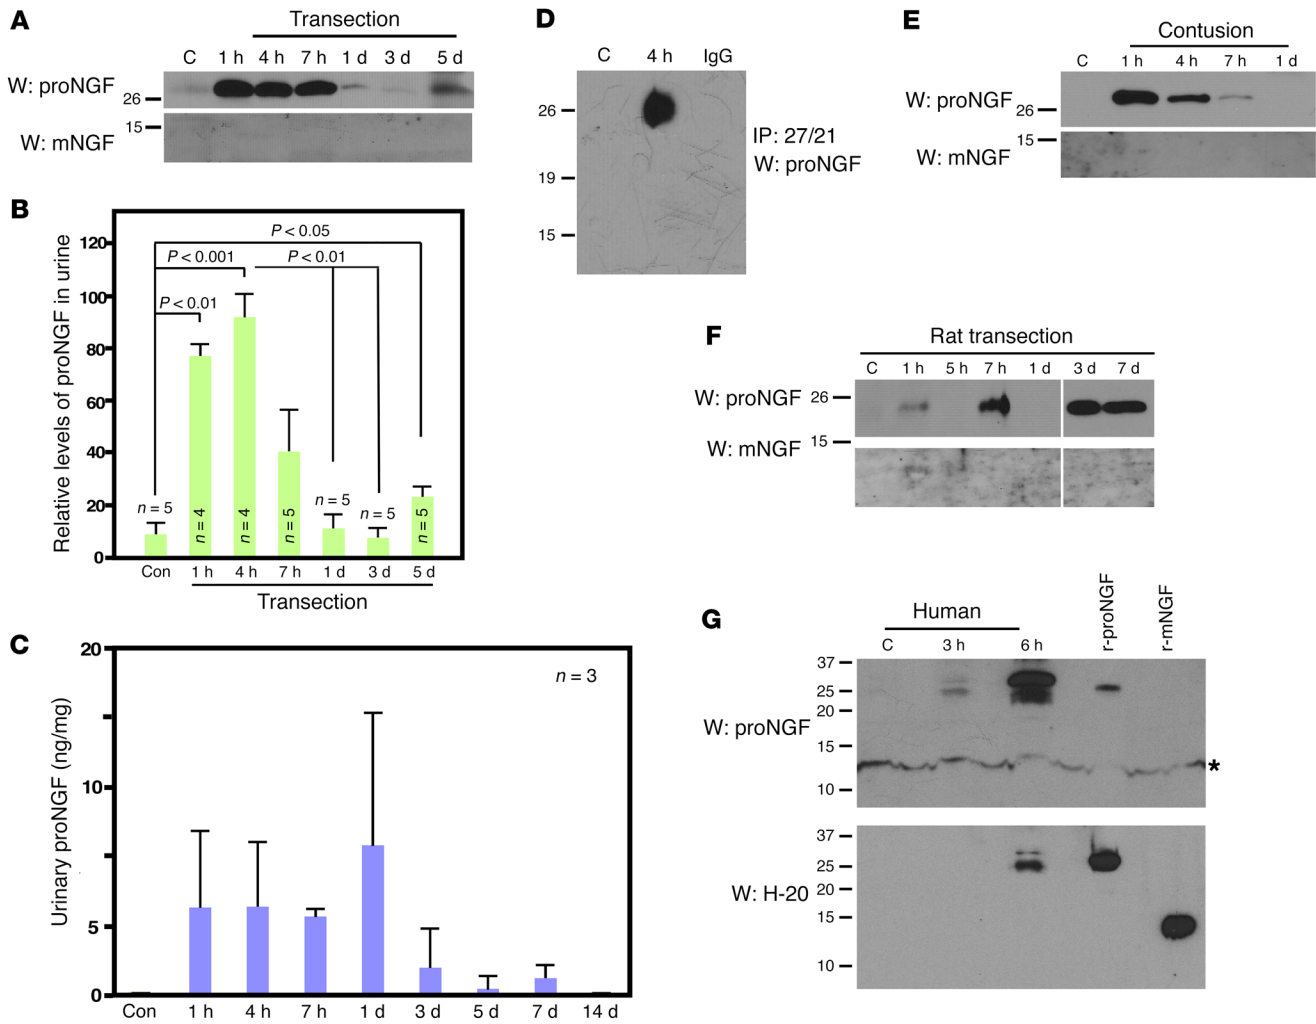 A
Transection
C 1 h 4 h 7 h 1 d 3 d 5 d
W: proNGF
26
15
W: mNGF
B
Relative levels of proNGF in urine
120
100
80
60
40
20
0
P < 0.05
P < 0.001
P < 0.01
P < 0.01
n = 5
n = 4
n = 4
n = 5
n = 5
n = 5
n = 5
Con 1 h 4 h 7 h 1 d 3 d 5 d
Transection
C
Urinary proNGF (ng/mg)
20
10
5
0
n = 3
Con 1 h 4 h 7 h 1 d 3 d 5 d 7 d 14 d
D
C 4 h IgG
26
19
15
IP: 27/21
W: proNGF
E
Contusion
C 1 h 4 h 7 h 1 d
W: proNGF
26
15
W: mNGF
F
Rat transection
C 1 h 5 h 7 h 1 d 3 d 7 d
W: proNGF 26
15
W: mNGF
G
Human
C 3 h 6 h r-proNGF r-mNGF
37
25
20
W: proNGF
15
*
10
37
25
20
W: H-20
15
10